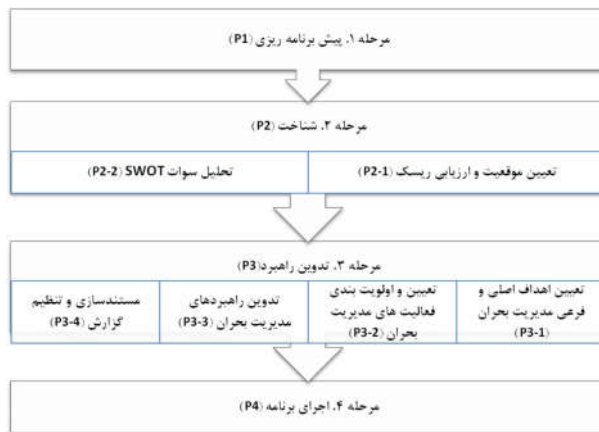 مرحله ۱. پیش برنامه ریزی (P1)
مرحله ۲. شناخت (P2)
تعیین موقعیت و ارزیابی ریسک (P2-1)
تحلیل سوات SWOT (P2-2)
مرحله ۳. تدوین راهبرد(P3)
تعیین اهداف اصلی و
فرعی مدیریت بحران
(P3-1)
تعیین و اولویت بندی
فعالیت های مدیریت
بحران (P3-2)
تدوین راهبردهای
مدیریت بحران (P3-3)
مستندسازی و تنظیم
گزارش (P3-4)
مرحله ۴. اجرای برنامه (P4)